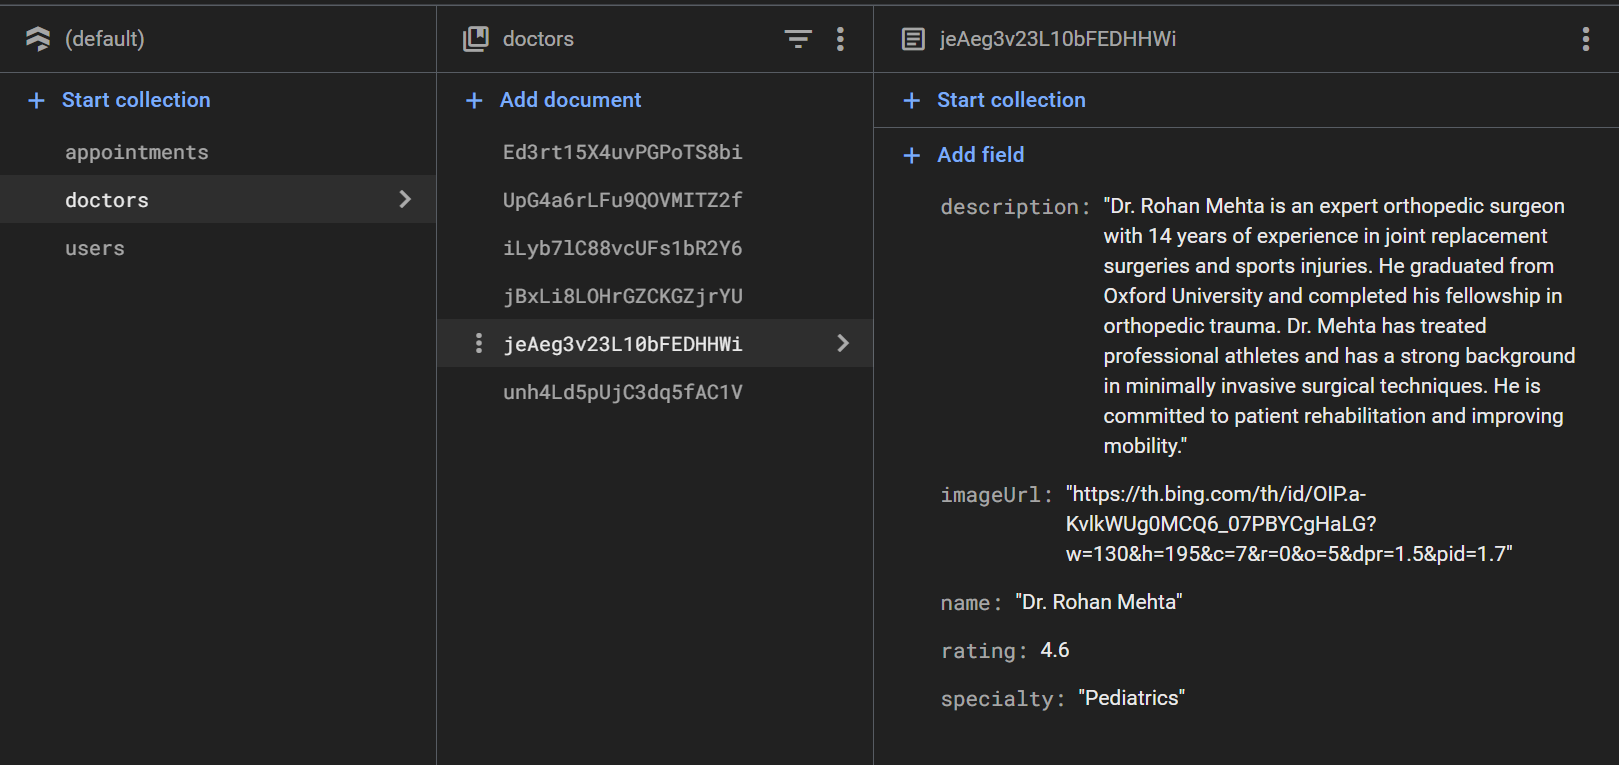 (default)
Start collection
appointments
doctors
users
doctors
Add document
Ed3rt15X4uvPGPoTS8bi
UpG4a6rLFu9QOVMITZ2f
iLyb7lC88vcUFs1bR2Y6
jBxLi8LOHrGZCKGZjrYU
jeAeg3v23L10bFEDHHWi
unh4Ld5pUjC3dq5fAC1V
jeAeg3v23L10bFEDHHWi
Start collection
Add field
description: "Dr. Rohan Mehta is an expert orthopedic surgeon
with 14 years of experience in joint replacement
surgeries and sports injuries. He graduated from
Oxford University and completed his fellowship in
orthopedic trauma. Dr. Mehta has treated
professional athletes and has a strong background
in minimally invasive surgical techniques. He is
committed to patient rehabilitation and improving
mobility."
imageUrl: "https://th.bing.com/th/id/OIP.a-
KvlkWUg0MCQ6_07PBYCgHaLG?
w=130&h=195&c=7&r=0&o=5&dpr=1.5&pid=1.7"
name: "Dr. Rohan Mehta"
rating: 4.6
specialty: "Pediatrics"